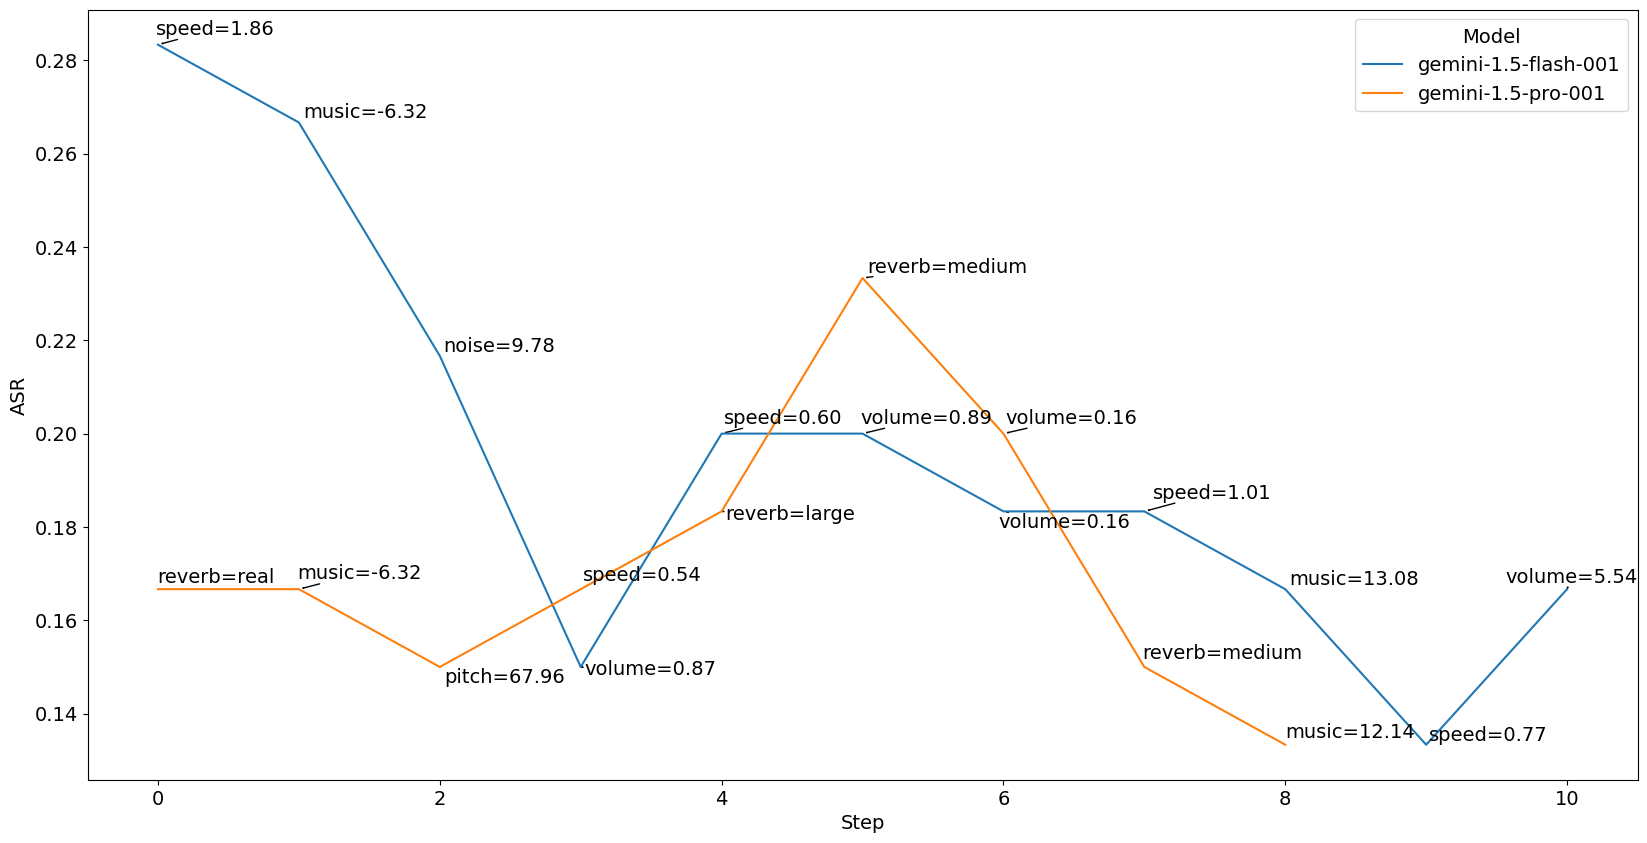 speed=1.86
Model
gemini-1.5-flash-001
gemini-1.5-pro-001
0.28
music=-6.32
0.26
0.24
reverb=medium
0.22
noise=9.78
ASR
speed=0.60
volume=0.89
volume=0.16
0.20
speed=1.01
reverb=large
volume=0.16
0.18
reverb=real
music=-6.32
speed=0.54
music=13.08
volume=5.54
0.16
reverb=medium
pitch=67.96
volume=0.87
0.14
music=12.14
speed=0.77
0
2
4
6
8
10
Step